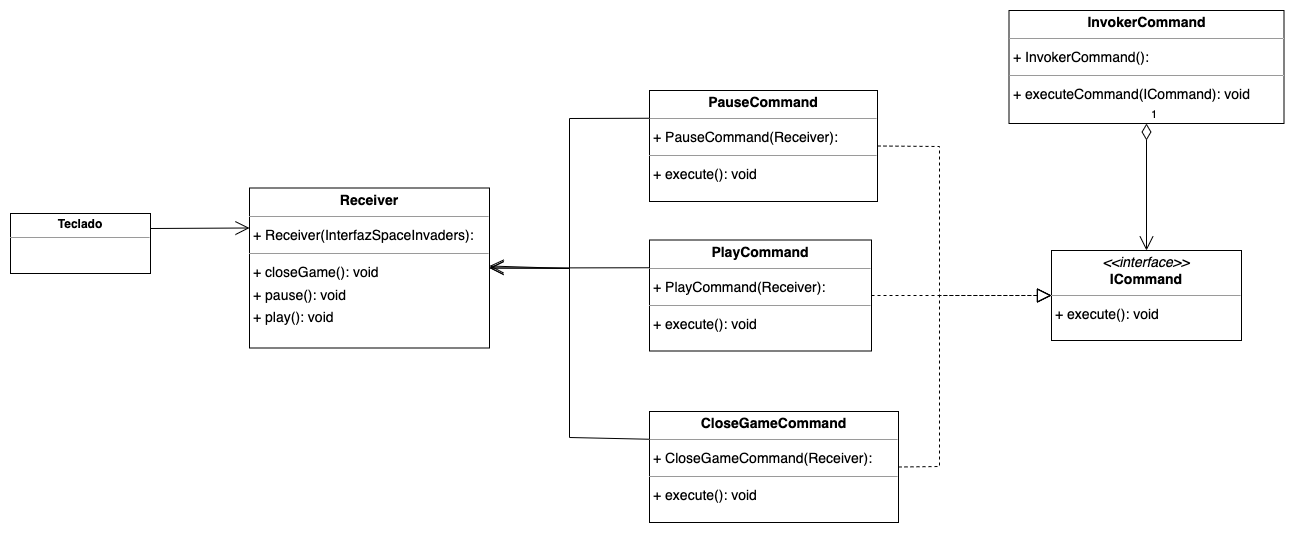 InvokerCommand
+ InvokerCommand():
+ executeCommand(ICommand): void
1
PauseCommand
+ PauseCommand(Receiver):
+ execute(): void
Teclado
Receiver
+ Receiver(InterfazSpaceInvaders):
+ closeGame(): void
+ pause(): void
+ play(): void
PlayCommand
+ PlayCommand(Receiver):
+ execute(): void
<<interface>>
ICommand
+ execute(): void
CloseGameCommand
+ CloseGameCommand(Receiver):
+ execute(): void